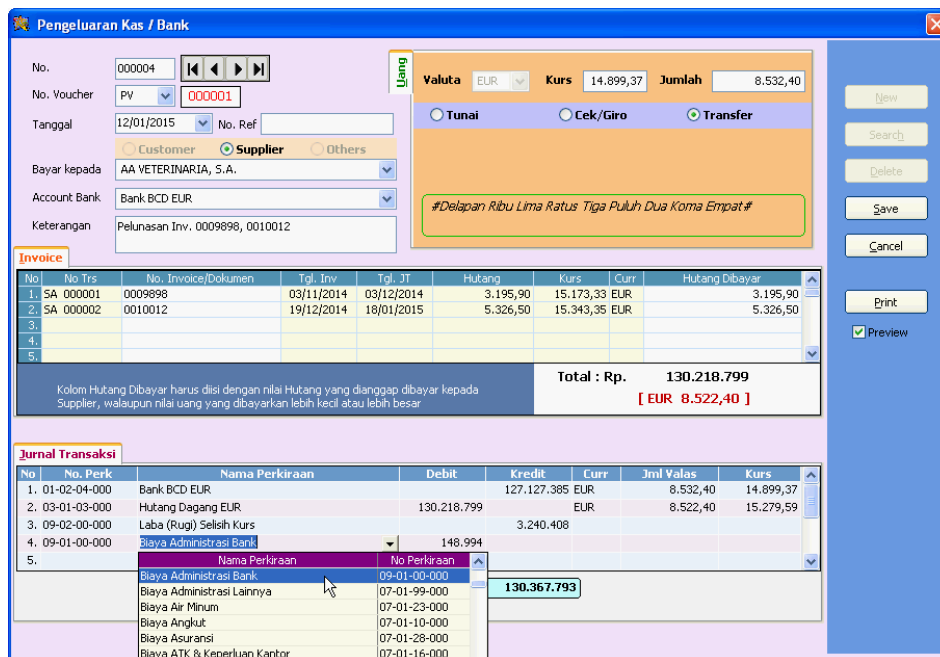 Pengeluaran Kas / Bank
No. 000004
No. Voucher PV 000001
Tanggal 12/01/2015 No. Ref
Customer Supplier Others
Bayar kepada AA VETERINARIA, S.A.
Account Bank Bank BCD EUR
Keterangan Pelunasan Inv. 0009898, 0010012
Uang
Valuta EUR Kurs 14.899,37 Jumlah 8.532,40
Tunai Cek/Giro Transfer
#Delapan Ribu Lima Ratus Tiga Puluh Dua Koma Empat#
New
Search
Delete
Save
Cancel
Print
Preview
Invoice
No No Trs No. Invoice/Dokumen Tgl. Inv Tgl. JT Hutang Kurs Curr Hutang Dibayar
1. SA 000001 0009898 03/11/2014 03/12/2014 3.195,90 15.173,33 EUR 3.195,90
2. SA 000002 0010012 19/12/2014 18/01/2015 5.326,50 15.343,35 EUR 5.326,50
3.
4.
5.
Kolom Hutang Dibayar harus diisi dengan nilai Hutang yang dianggap dibayar kepada
Supplier, walaupun nilai uang yang dibayarkan lebih kecil atau lebih besar
Total : Rp. 130.218.799
[ EUR 8.522,40 ]
Jurnal Transaksi
No No. Perk Nama Perkiraan Debit Kredit Curr Jml Valas Kurs
1. 01-02-04-000 Bank BCD EUR 127.127.385 EUR 8.532,40 14.899,37
2. 03-01-03-000 Hutang Dagang EUR 130.218.799 EUR 8.522,40 15.279,59
3. 09-02-00-000 Laba (Rugi) Selisih Kurs 3.240.408
4. 09-01-00-000 Biaya Administrasi Bank 148.994
5.
Nama Perkiraan No Perkiraan
Biaya Administrasi Bank 09-01-00-000
Biaya Administrasi Lainnya 07-01-99-000
Biaya Air Minum 07-01-23-000
Biaya Angkut 07-01-10-000
Biaya Asuransi 07-01-28-000
Biaya ATK & Keperluan Kantor 07-01-16-000
130.367.793